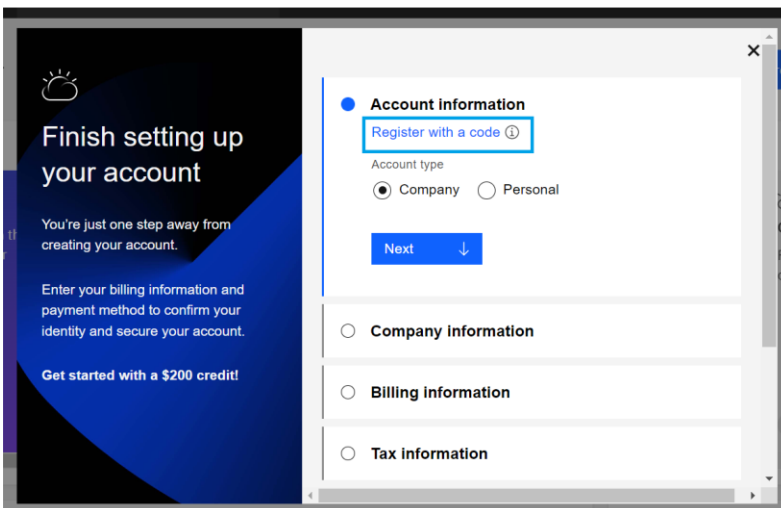 Finish setting up
your account
You're just one step away from
creating your account.
Enter your billing information and
payment method to confirm your
identity and secure your account.
Get started with a $200 credit!
Account information
Register with a code
Account type
Company Personal
Next
Company information
Billing information
Tax information